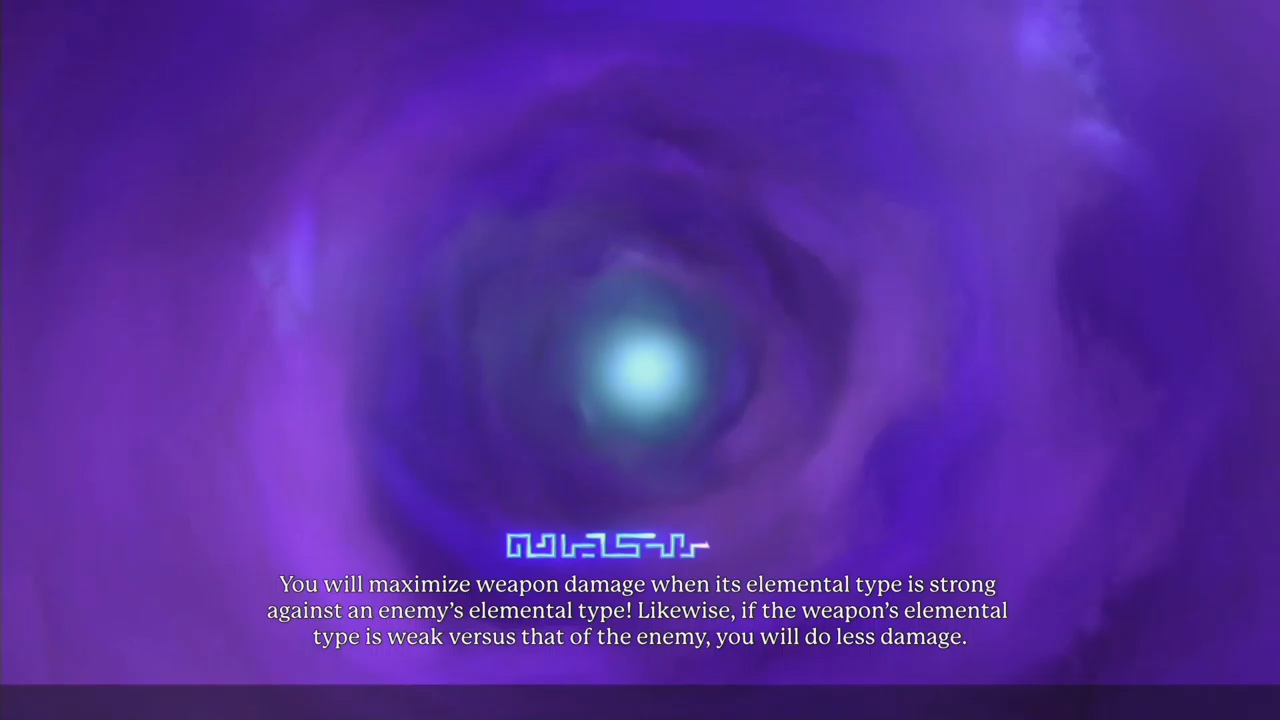 You will maximize weapon damage when its elemental type is strong
against an enemy’s elemental type! Likewise, if the weapon’s elemental
type is weak versus that of the enemy, you will do less damage.